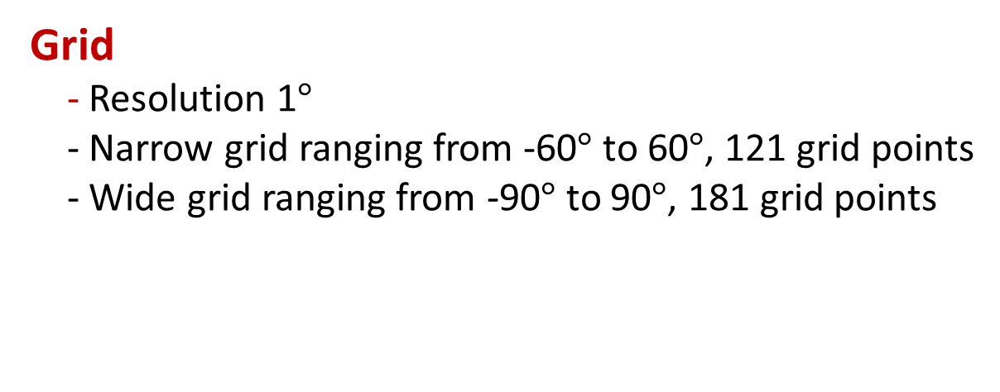 Grid
- Resolution 1°
- Narrow grid ranging from -60° to 60°, 121 grid points
- Wide grid ranging from -90° to 90°, 181 grid points